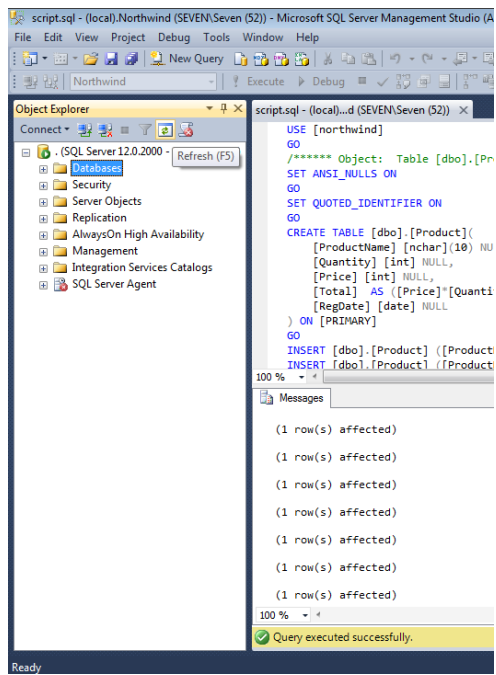 script.sql - (local).Northwind (SEVEN\Seven (52)) - Microsoft SQL Server Management Studio (A
File Edit View Project Debug Tools Window Help
New Query
Northwind Execute Debug
Object Explorer
Connect
. (SQL Server 12.0.2000 -
Refresh (F5)
Databases
Security
Server Objects
Replication
AlwaysOn High Availability
Management
Integration Services Catalogs
SQL Server Agent
script.sql - (local)...d (SEVEN\Seven (52))
USE [northwind]
GO
/****** Object: Table [dbo].[Pr
SET ANSI_NULLS ON
GO
SET QUOTED_IDENTIFIER ON
GO
CREATE TABLE [dbo].[Product](
[ProductName] [nchar](10) NU
[Quantity] [int] NULL,
[Price] [int] NULL,
[Total] AS ([Price]*[Quanti
[RegDate] [date] NULL
) ON [PRIMARY]
GO
INSERT [dbo].[Product] ([Product
INSERT [dbo].[Product] ([Product
100 %
Messages
(1 row(s) affected)
(1 row(s) affected)
(1 row(s) affected)
(1 row(s) affected)
(1 row(s) affected)
(1 row(s) affected)
(1 row(s) affected)
100 %
Query executed successfully.
Ready